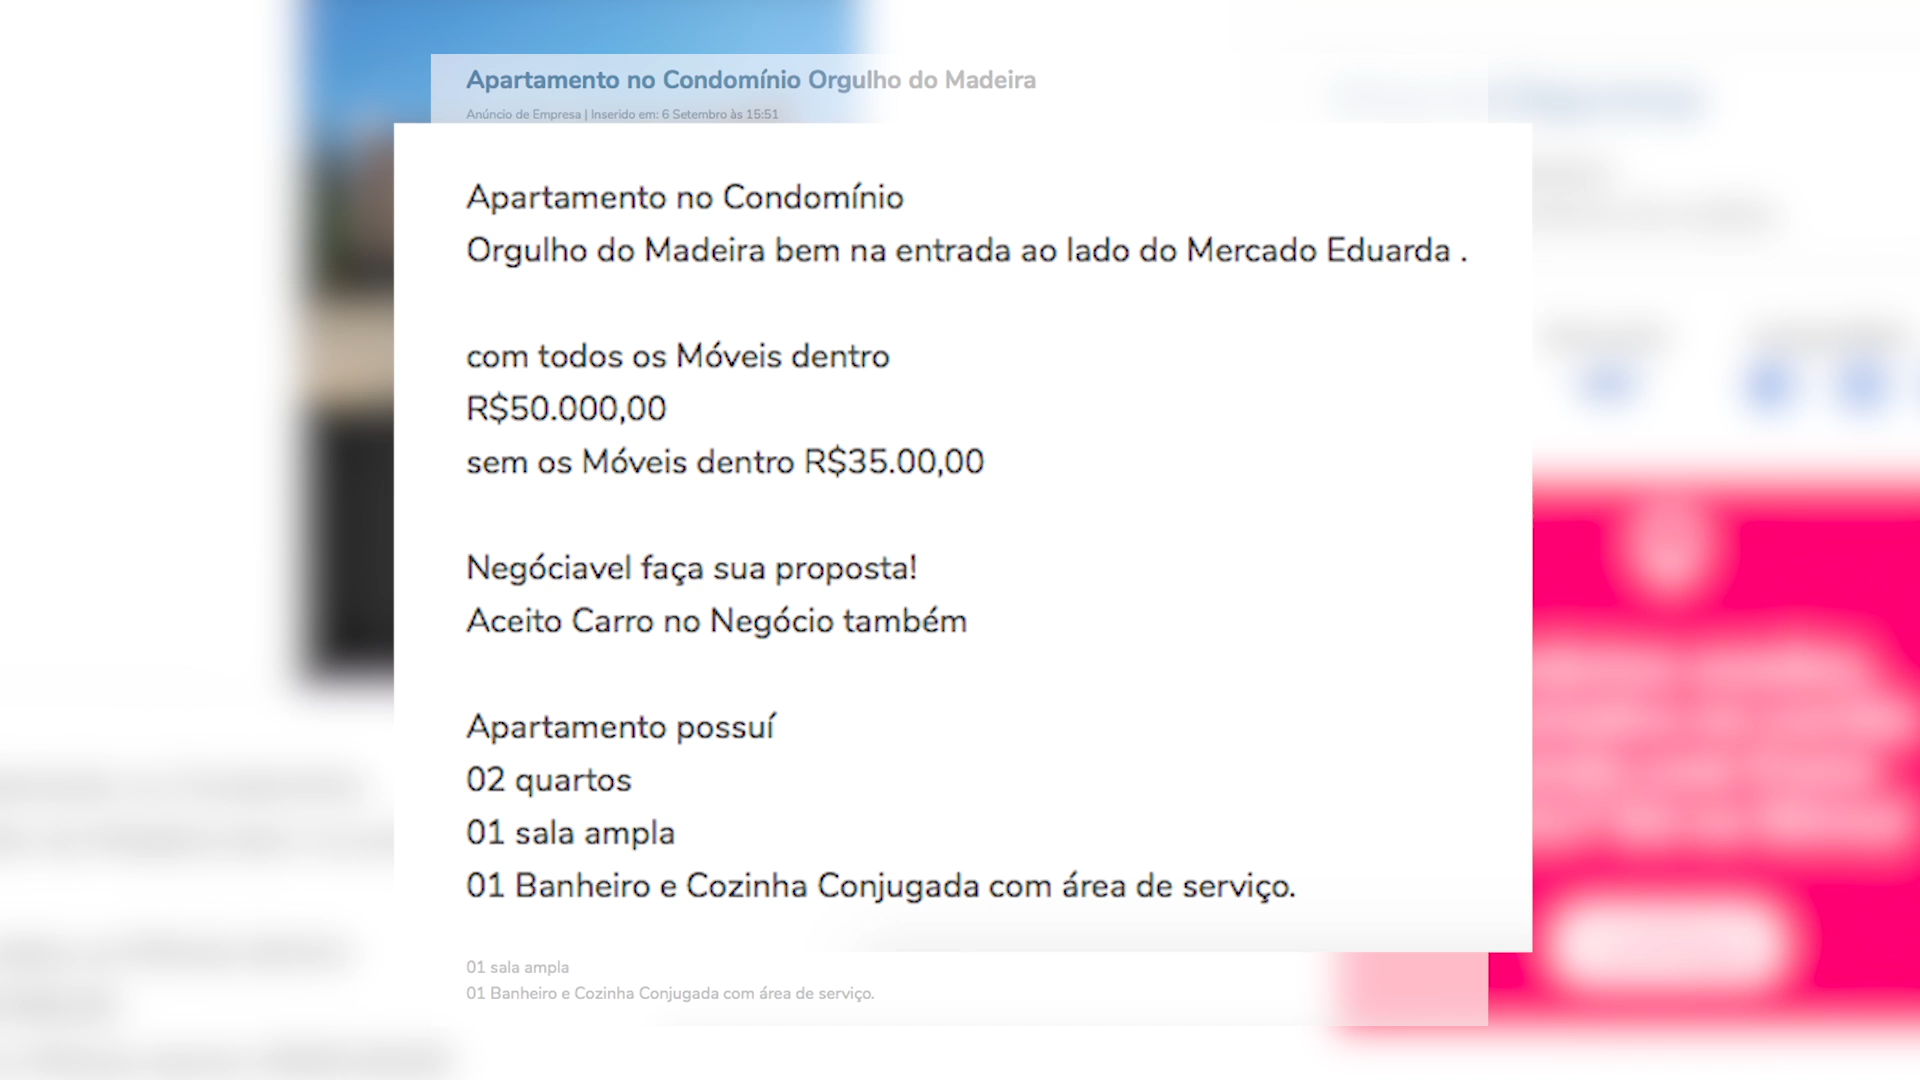 Apartamento no Condomínio Orgulho do Madeira
Anúncio de Empresa | Inserido em: 6 Setembro às 15:51
Apartamento no Condomínio
Orgulho do Madeira bem na entrada ao lado do Mercado Eduarda .
com todos os Móveis dentro
R$50.000,00
sem os Móveis dentro R$35.00,00
Negóciavel faça sua proposta!
Aceito Carro no Negócio também
Apartamento possuí
02 quartos
01 sala ampla
01 Banheiro e Cozinha Conjugada com área de serviço.
01 sala ampla
01 Banheiro e Cozinha Conjugada com área de serviço.